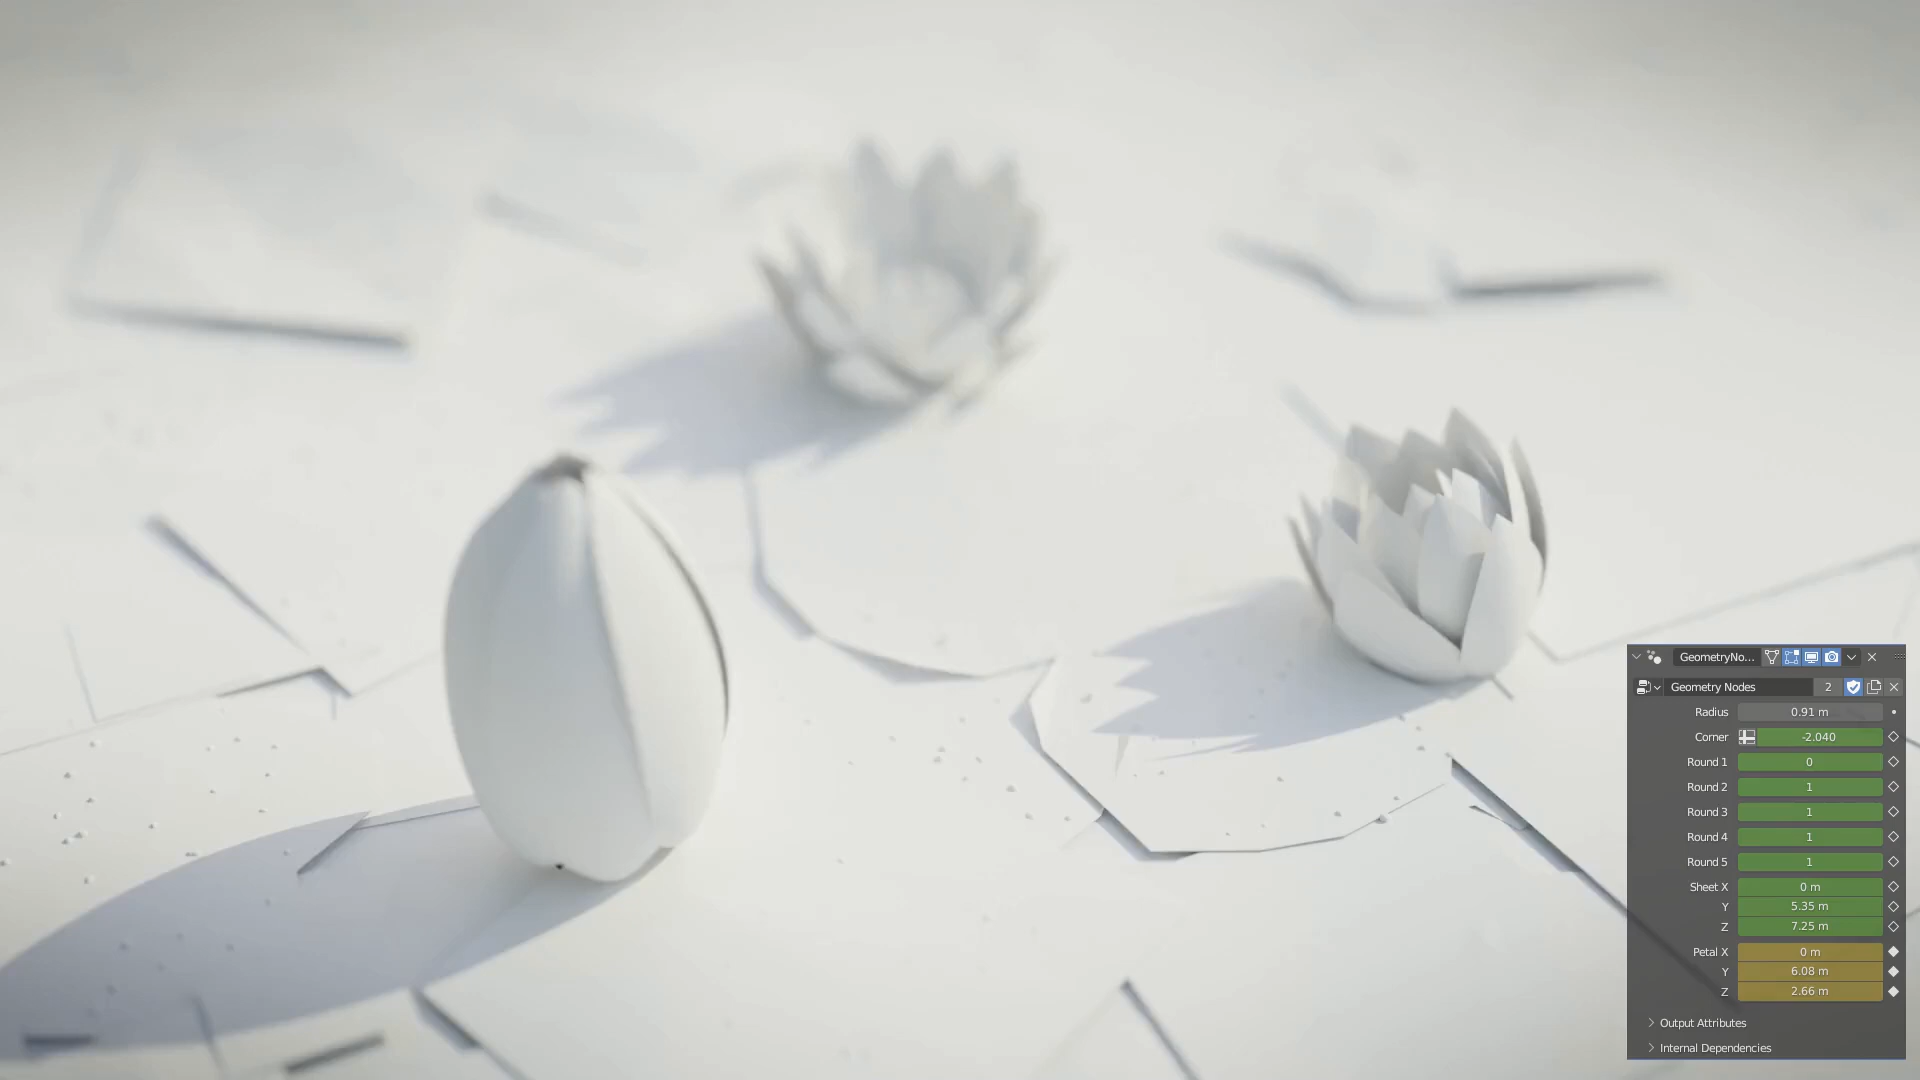 GeometryNo...
Geometry Nodes 2
Radius 0.91 m
Corner -2.040
Round 1 0
Round 2 1
Round 3 1
Round 4 1
Round 5 1
Sheet X 0 m
Y 5.35 m
Z 7.25 m
Petal X 0 m
Y 6.08 m
Z 2.66 m
Output Attributes
Internal Dependencies